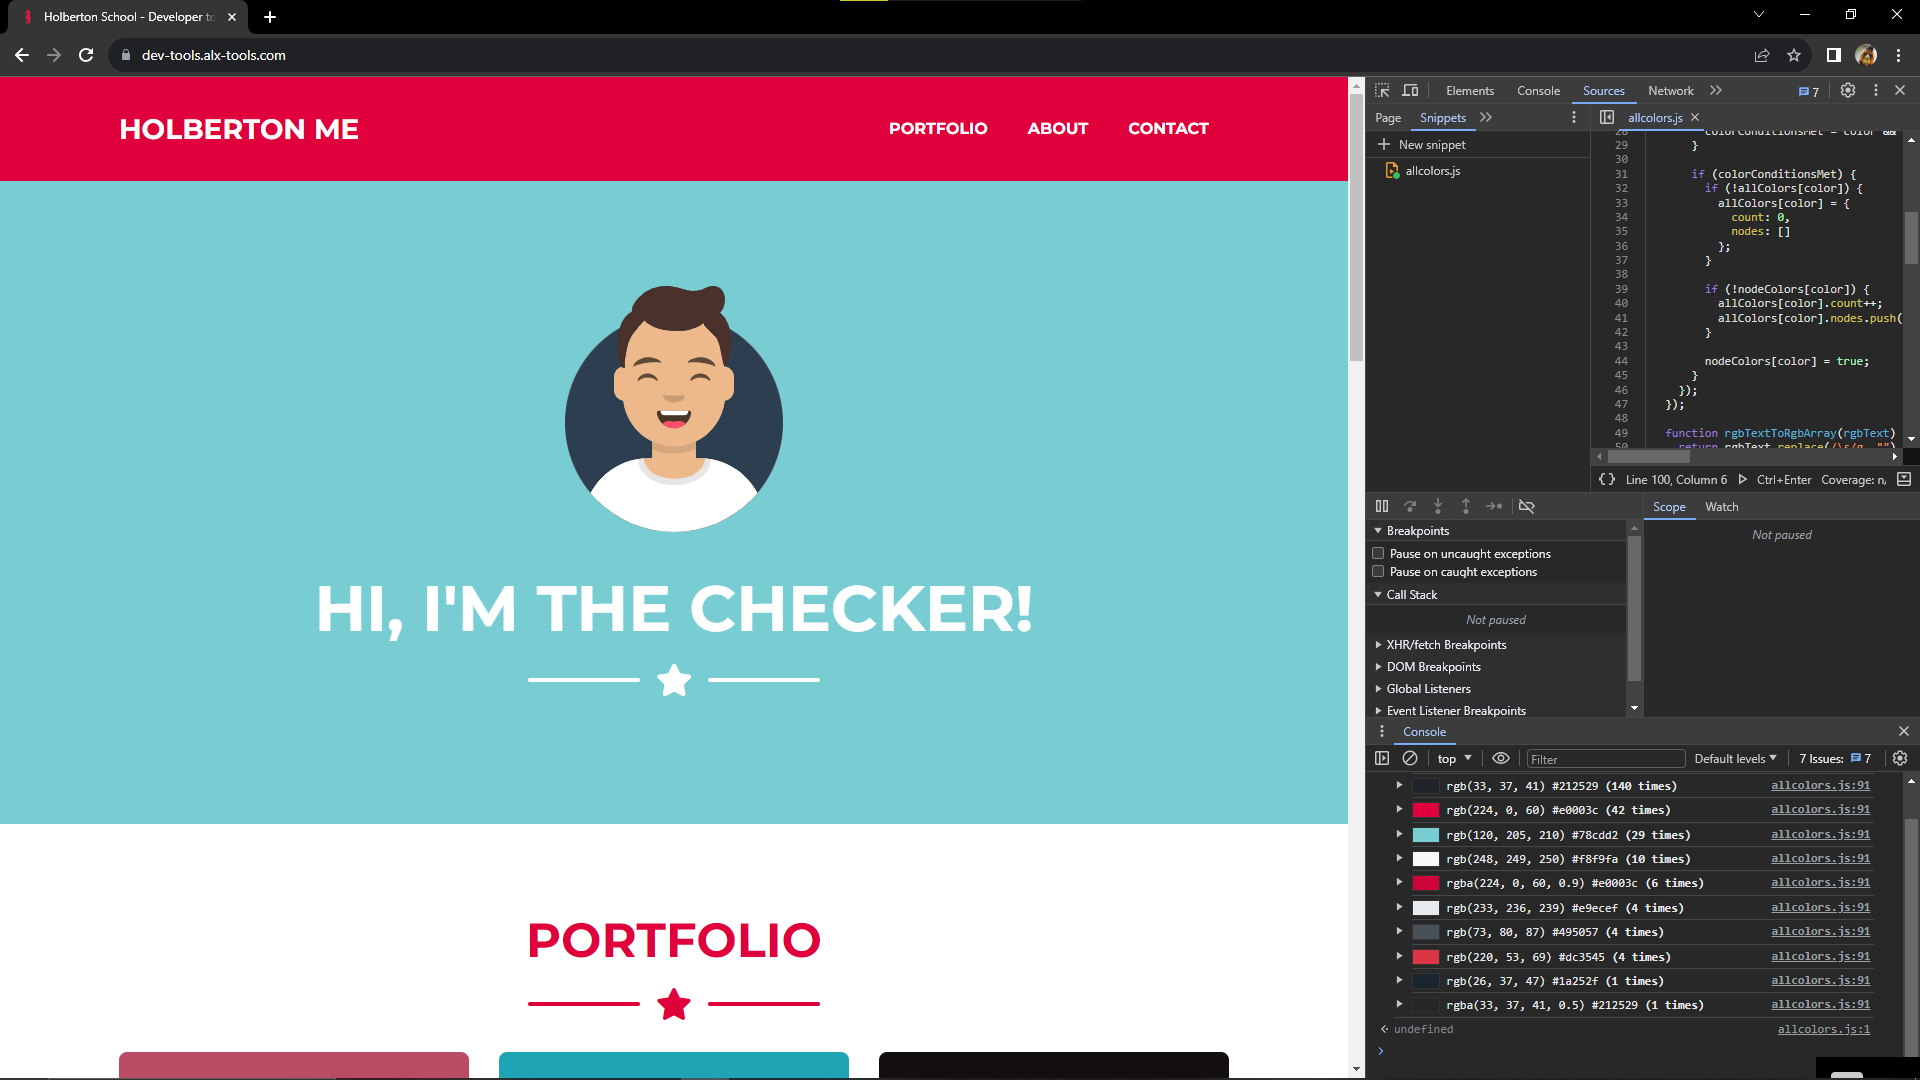 Holberton School - Developer to
dev-tools.alx-tools.com
HOLBERTON ME
PORTFOLIO ABOUT CONTACT
HI, I'M THE CHECKER!
PORTFOLIO
Elements Console Sources Network 7
Page Snippets
allcolors.js
New snippet
allcolors.js
29 }
30
31 if (colorConditionsMet) {
32 if (!allColors[color]) {
33 allColors[color] = {
34 count: 0,
35 nodes: []
36 };
37 }
38
39 if (!nodeColors[color]) {
40 allColors[color].count++;
41 allColors[color].nodes.push(
42 }
43
44 nodeColors[color] = true;
45 }
46 });
47 });
48
49 function rgbTextToRgbArray(rgbText)
50 return rgbText.replace(/\s/g, "")
{} Line 100, Column 6 Ctrl+Enter Coverage: n/
Breakpoints
Pause on uncaught exceptions
Pause on caught exceptions
Call Stack
Not paused
XHR/fetch Breakpoints
DOM Breakpoints
Global Listeners
Event Listener Breakpoints
Scope Watch
Not paused
Console
top Filter Default levels 7 Issues: 7
rgb(33, 37, 41) #212529 (140 times) allcolors.js:91
rgb(224, 0, 60) #e0003c (42 times) allcolors.js:91
rgb(120, 205, 210) #78cdd2 (29 times) allcolors.js:91
rgb(248, 249, 250) #f8f9fa (10 times) allcolors.js:91
rgba(224, 0, 60, 0.9) #e0003c (6 times) allcolors.js:91
rgb(233, 236, 239) #e9ecef (4 times) allcolors.js:91
rgb(73, 80, 87) #495057 (4 times) allcolors.js:91
rgb(220, 53, 69) #dc3545 (4 times) allcolors.js:91
rgb(26, 37, 47) #1a252f (1 times) allcolors.js:91
rgba(33, 37, 41, 0.5) #212529 (1 times) allcolors.js:91
undefined allcolors.js:1